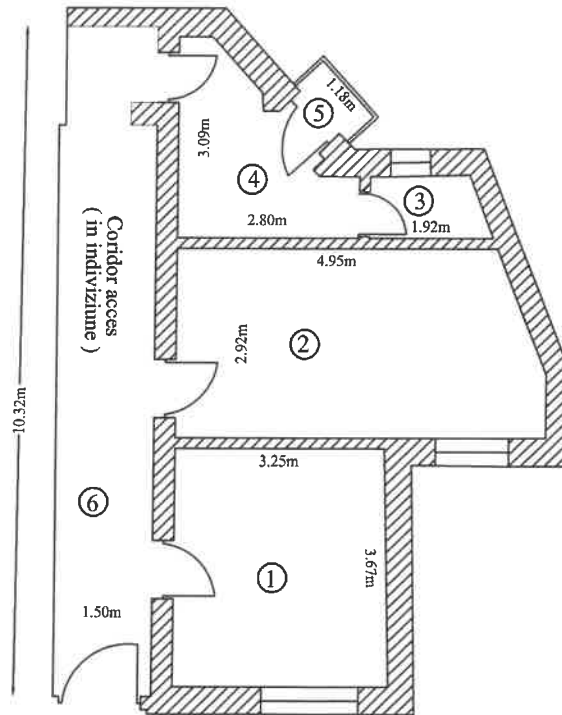 1.18m
5
3.09m
4
3
2.80m
1.92m
4.95m
Coridor acces
( in indiviziune )
2.92m
2
10.32m
3.25m
6
1
3.67m
1.50m